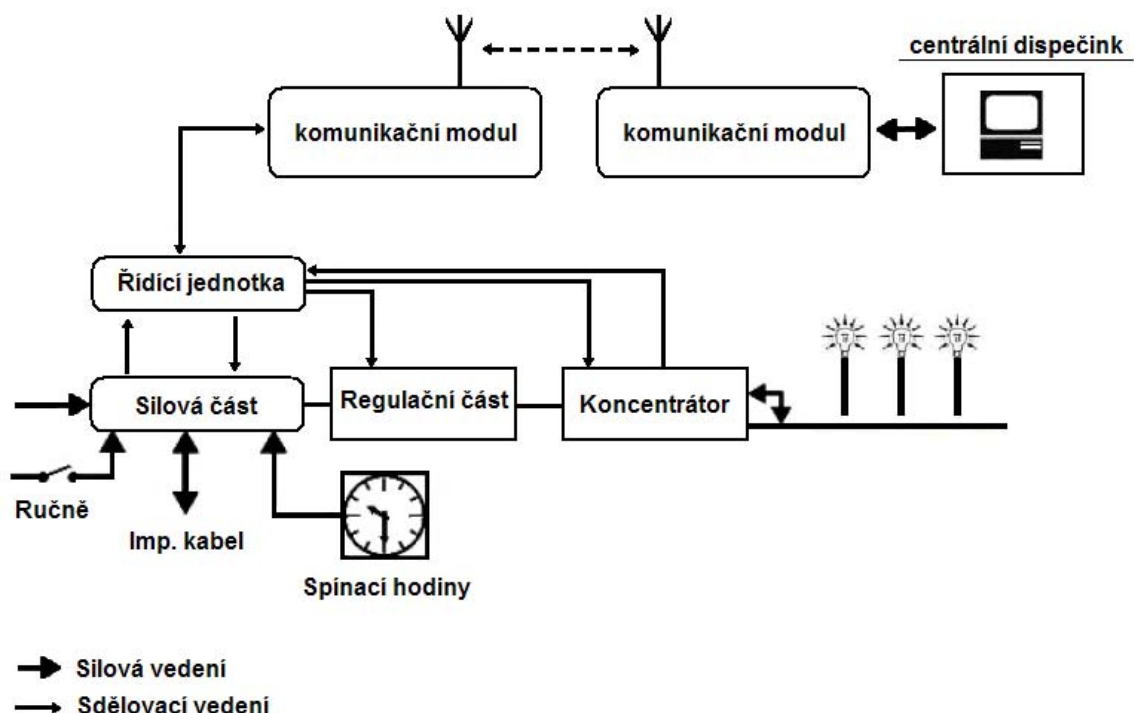 centrální dispečink
komunikační modul
komunikační modul
Řídící jednotka
Silová část
Regulační část
Koncentrátor
Ručně
Imp. kabel
Spínací hodiny
Silová vedení
Sdělovací vedení